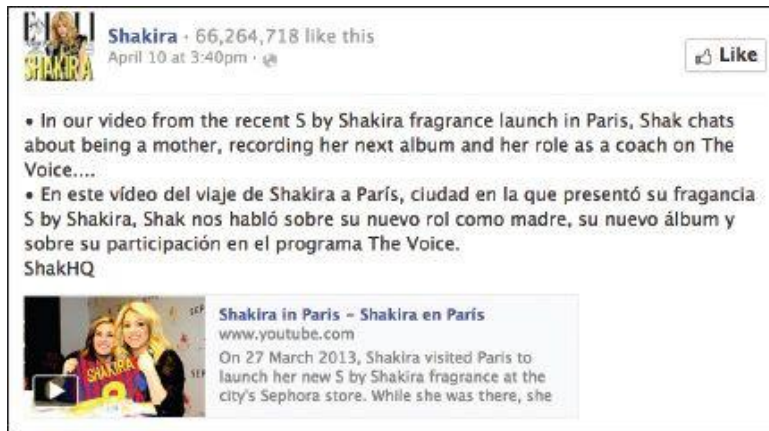 Shakira · 66,264,718 like this
April 10 at 3:40pm ·
Like
SHAKIRA
• In our video from the recent S by Shakira fragrance launch in Paris, Shak chats
about being a mother, recording her next album and her role as a coach on The
Voice....
• En este vídeo del viaje de Shakira a París, ciudad en la que presentó su fragancia
S by Shakira, Shak nos habló sobre su nuevo rol como madre, su nuevo álbum y
sobre su participación en el programa The Voice.
ShakHQ
Shakira in Paris – Shakira en París
www.youtube.com
On 27 March 2013, Shakira visited Paris to
launch her new S by Shakira fragrance at the
city's Sephora store. While she was there, she
SHAKIRA